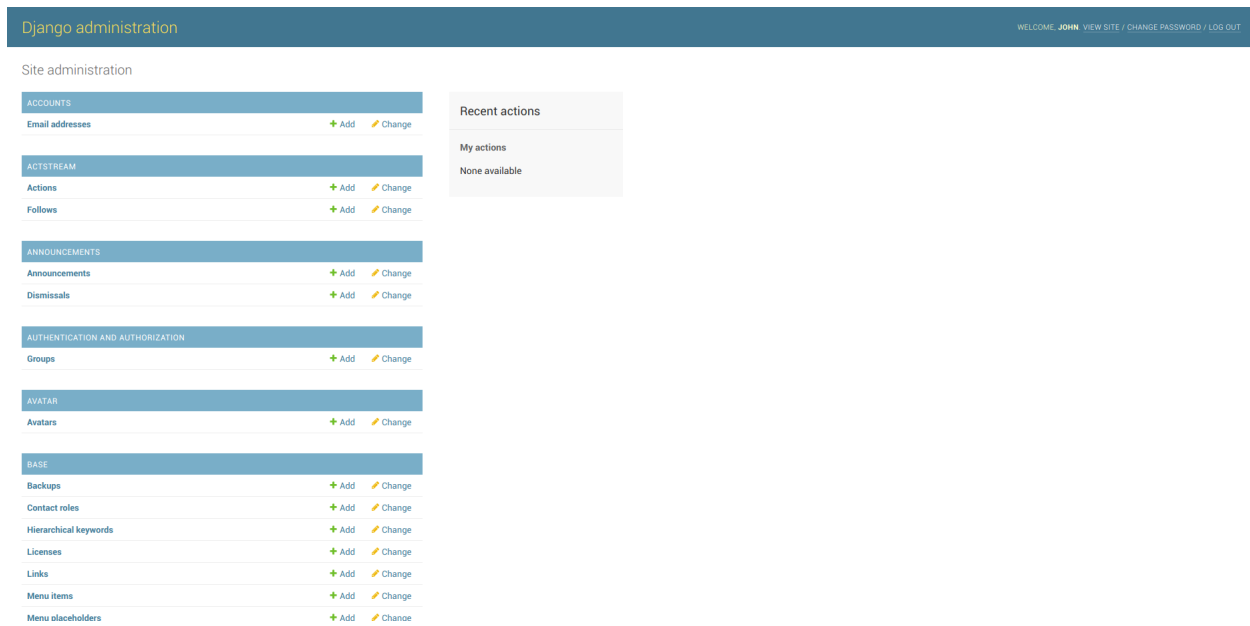 Django administration
WELCOME, JOHN. VIEW SITE / CHANGE PASSWORD / LOG OUT
Site administration
ACCOUNTS
Email addresses Add Change
ACTSTREAM
Actions Add Change
Follows Add Change
ANNOUNCEMENTS
Announcements Add Change
Dismissals Add Change
AUTHENTICATION AND AUTHORIZATION
Groups Add Change
AVATAR
Avatars Add Change
BASE
Backups Add Change
Contact roles Add Change
Hierarchical keywords Add Change
Licenses Add Change
Links Add Change
Menu items Add Change
Menu placeholders Add Change
Recent actions
My actions
None available